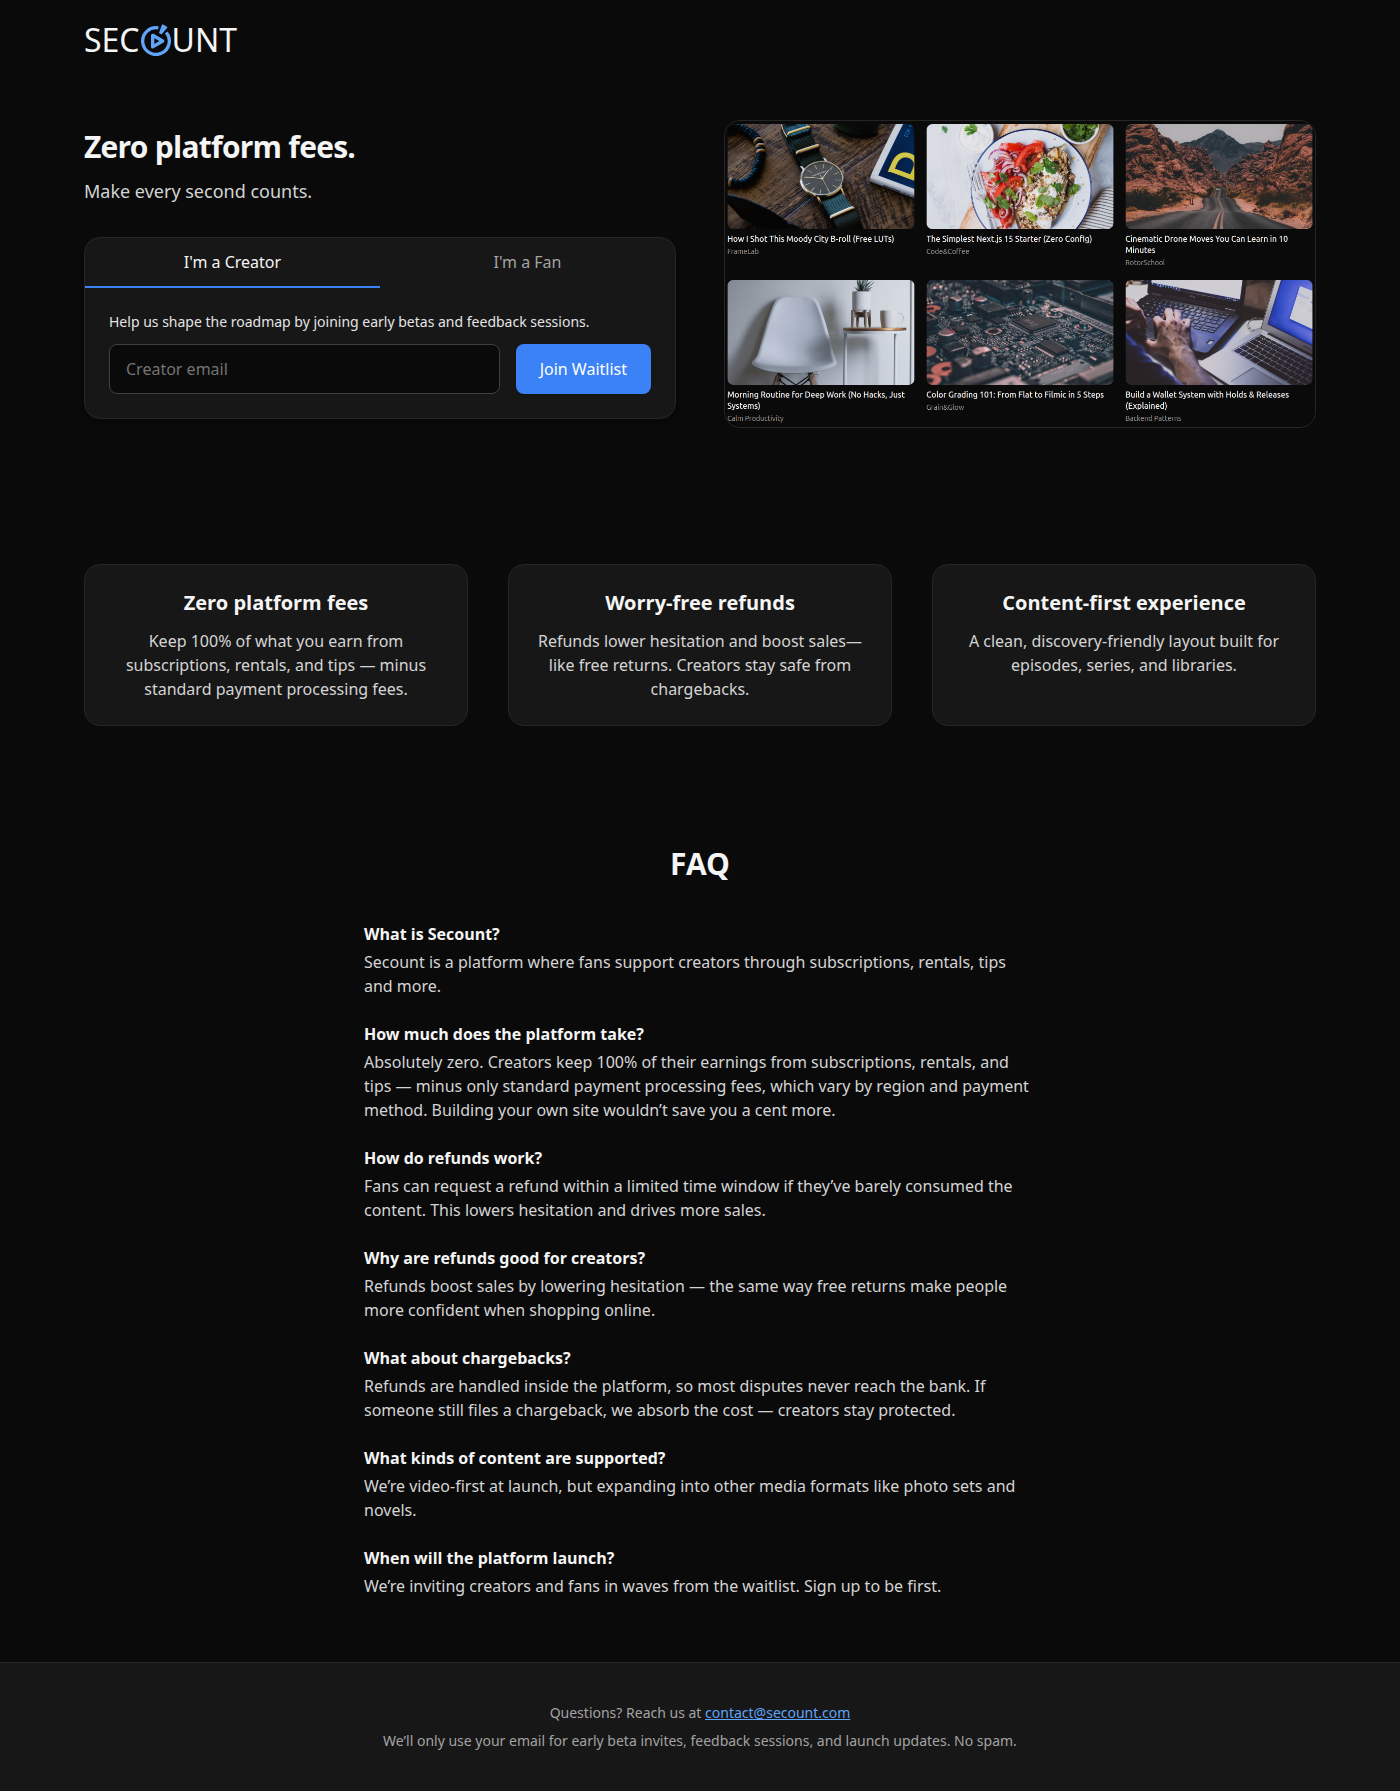 SECOUNT
Zero platform fees.
Make every second counts.
I'm a Creator
I'm a Fan
Help us shape the roadmap by joining early betas and feedback sessions.
Creator email
Join Waitlist
How I Shot This Moody City B-roll (Free LUTs)
FrameLab
The Simplest Next.js 15 Starter (Zero Config)
Code&Coffee
Cinematic Drone Moves You Can Learn in 10
Minutes
RotorSchool
Morning Routine for Deep Work (No Hacks, Just
Systems)
Calm Productivity
Color Grading 101: From Flat to Filmic in 5 Steps
Grain&Glow
Build a Wallet System with Holds & Releases
(Explained)
Backend Patterns
Zero platform fees
Keep 100% of what you earn from
subscriptions, rentals, and tips — minus
standard payment processing fees.
Worry-free refunds
Refunds lower hesitation and boost sales—
like free returns. Creators stay safe from
chargebacks.
Content-first experience
A clean, discovery-friendly layout built for
episodes, series, and libraries.
FAQ
What is Secount?
Secount is a platform where fans support creators through subscriptions, rentals, tips
and more.
How much does the platform take?
Absolutely zero. Creators keep 100% of their earnings from subscriptions, rentals, and
tips — minus only standard payment processing fees, which vary by region and payment
method. Building your own site wouldn’t save you a cent more.
How do refunds work?
Fans can request a refund within a limited time window if they’ve barely consumed the
content. This lowers hesitation and drives more sales.
Why are refunds good for creators?
Refunds boost sales by lowering hesitation — the same way free returns make people
more confident when shopping online.
What about chargebacks?
Refunds are handled inside the platform, so most disputes never reach the bank. If
someone still files a chargeback, we absorb the cost — creators stay protected.
What kinds of content are supported?
We’re video-first at launch, but expanding into other media formats like photo sets and
novels.
When will the platform launch?
We’re inviting creators and fans in waves from the waitlist. Sign up to be first.
Questions? Reach us at contact@secount.com
We’ll only use your email for early beta invites, feedback sessions, and launch updates. No spam.